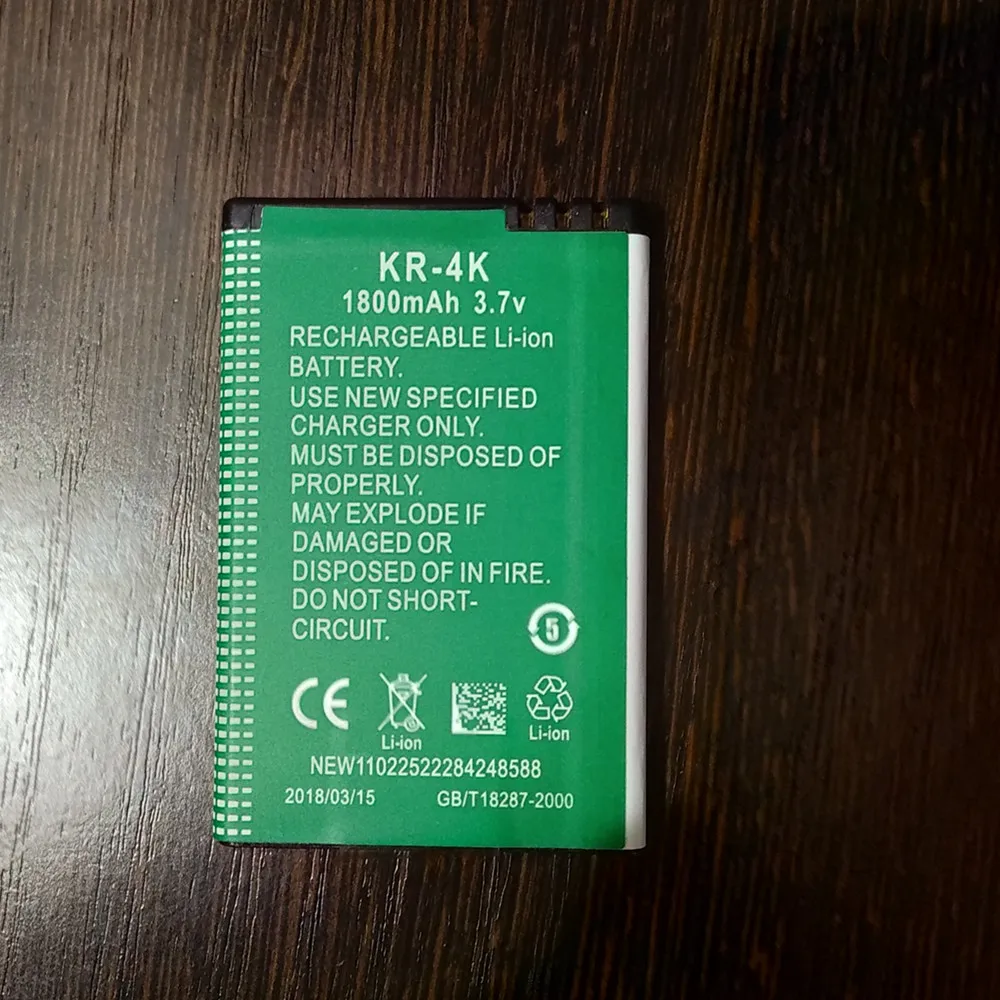 KR-4K
1800mAh 3.7v
RECHARGEABLE Li-ion
BATTERY.
USE NEW SPECIFIED
CHARGER ONLY.
MUST BE DISPOSED OF
PROPERLY.
MAY EXPLODE IF
DAMAGED OR
DISPOSED OF IN FIRE.
DO NOT SHORT-
CIRCUIT.
5
CE
Li-ion
Li-ion
NEW11022522284248588
2018/03/15 GB/T18287-2000